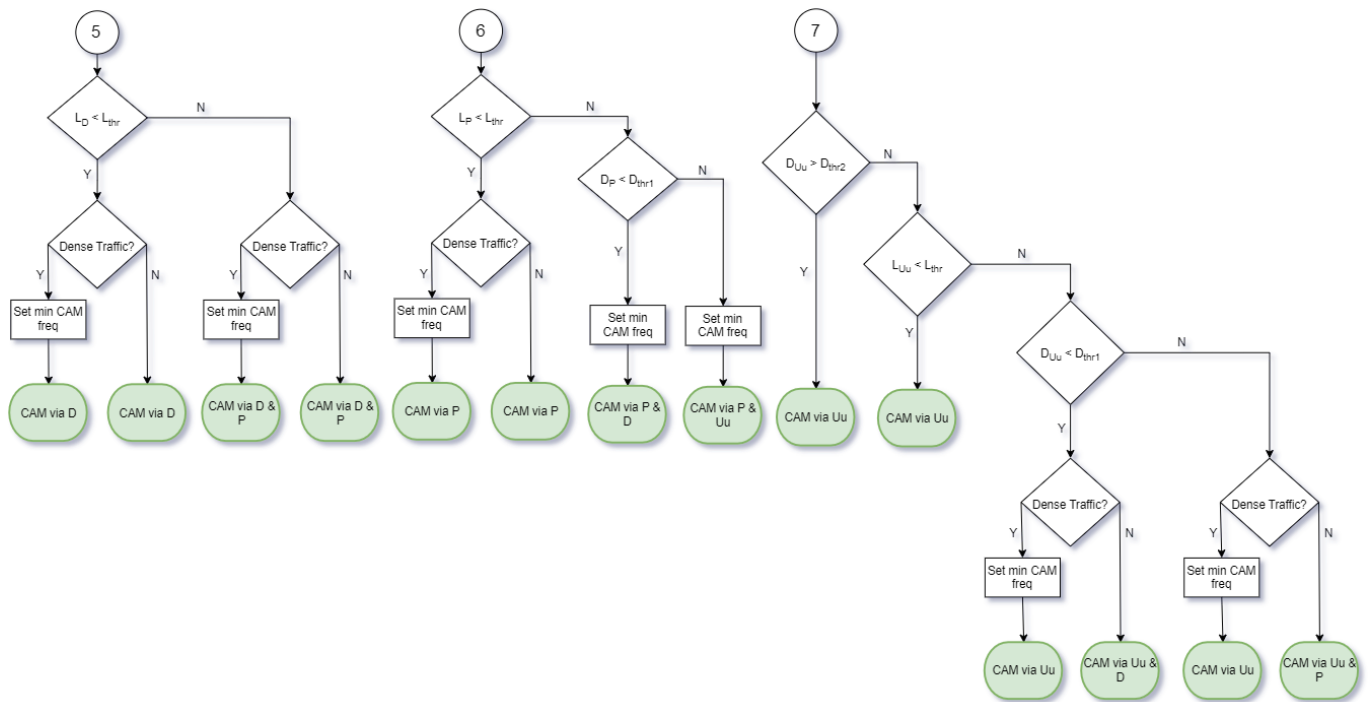 5
L_D < L_thr
N
Y
Dense Traffic?
Y
N
Set min CAM
freq
CAM via D
CAM via D
Dense Traffic?
Y
N
Set min CAM
freq
CAM via D &
P
CAM via D &
P
6
L_P < L_thr
N
Y
Dense Traffic?
Y
N
Set min CAM
freq
CAM via P
CAM via P
D_P < D_thr1
N
Y
Set min
CAM freq
CAM via P &
D
Set min
CAM freq
CAM via P &
Uu
7
D_Uu > D_thr2
N
Y
CAM via Uu
L_Uu < L_thr
N
Y
CAM via Uu
D_Uu < D_thr1
N
Y
Dense Traffic?
Y
N
Set min CAM
freq
CAM via Uu
CAM via Uu &
D
Dense Traffic?
Y
N
Set min CAM
freq
CAM via Uu
CAM via Uu &
P